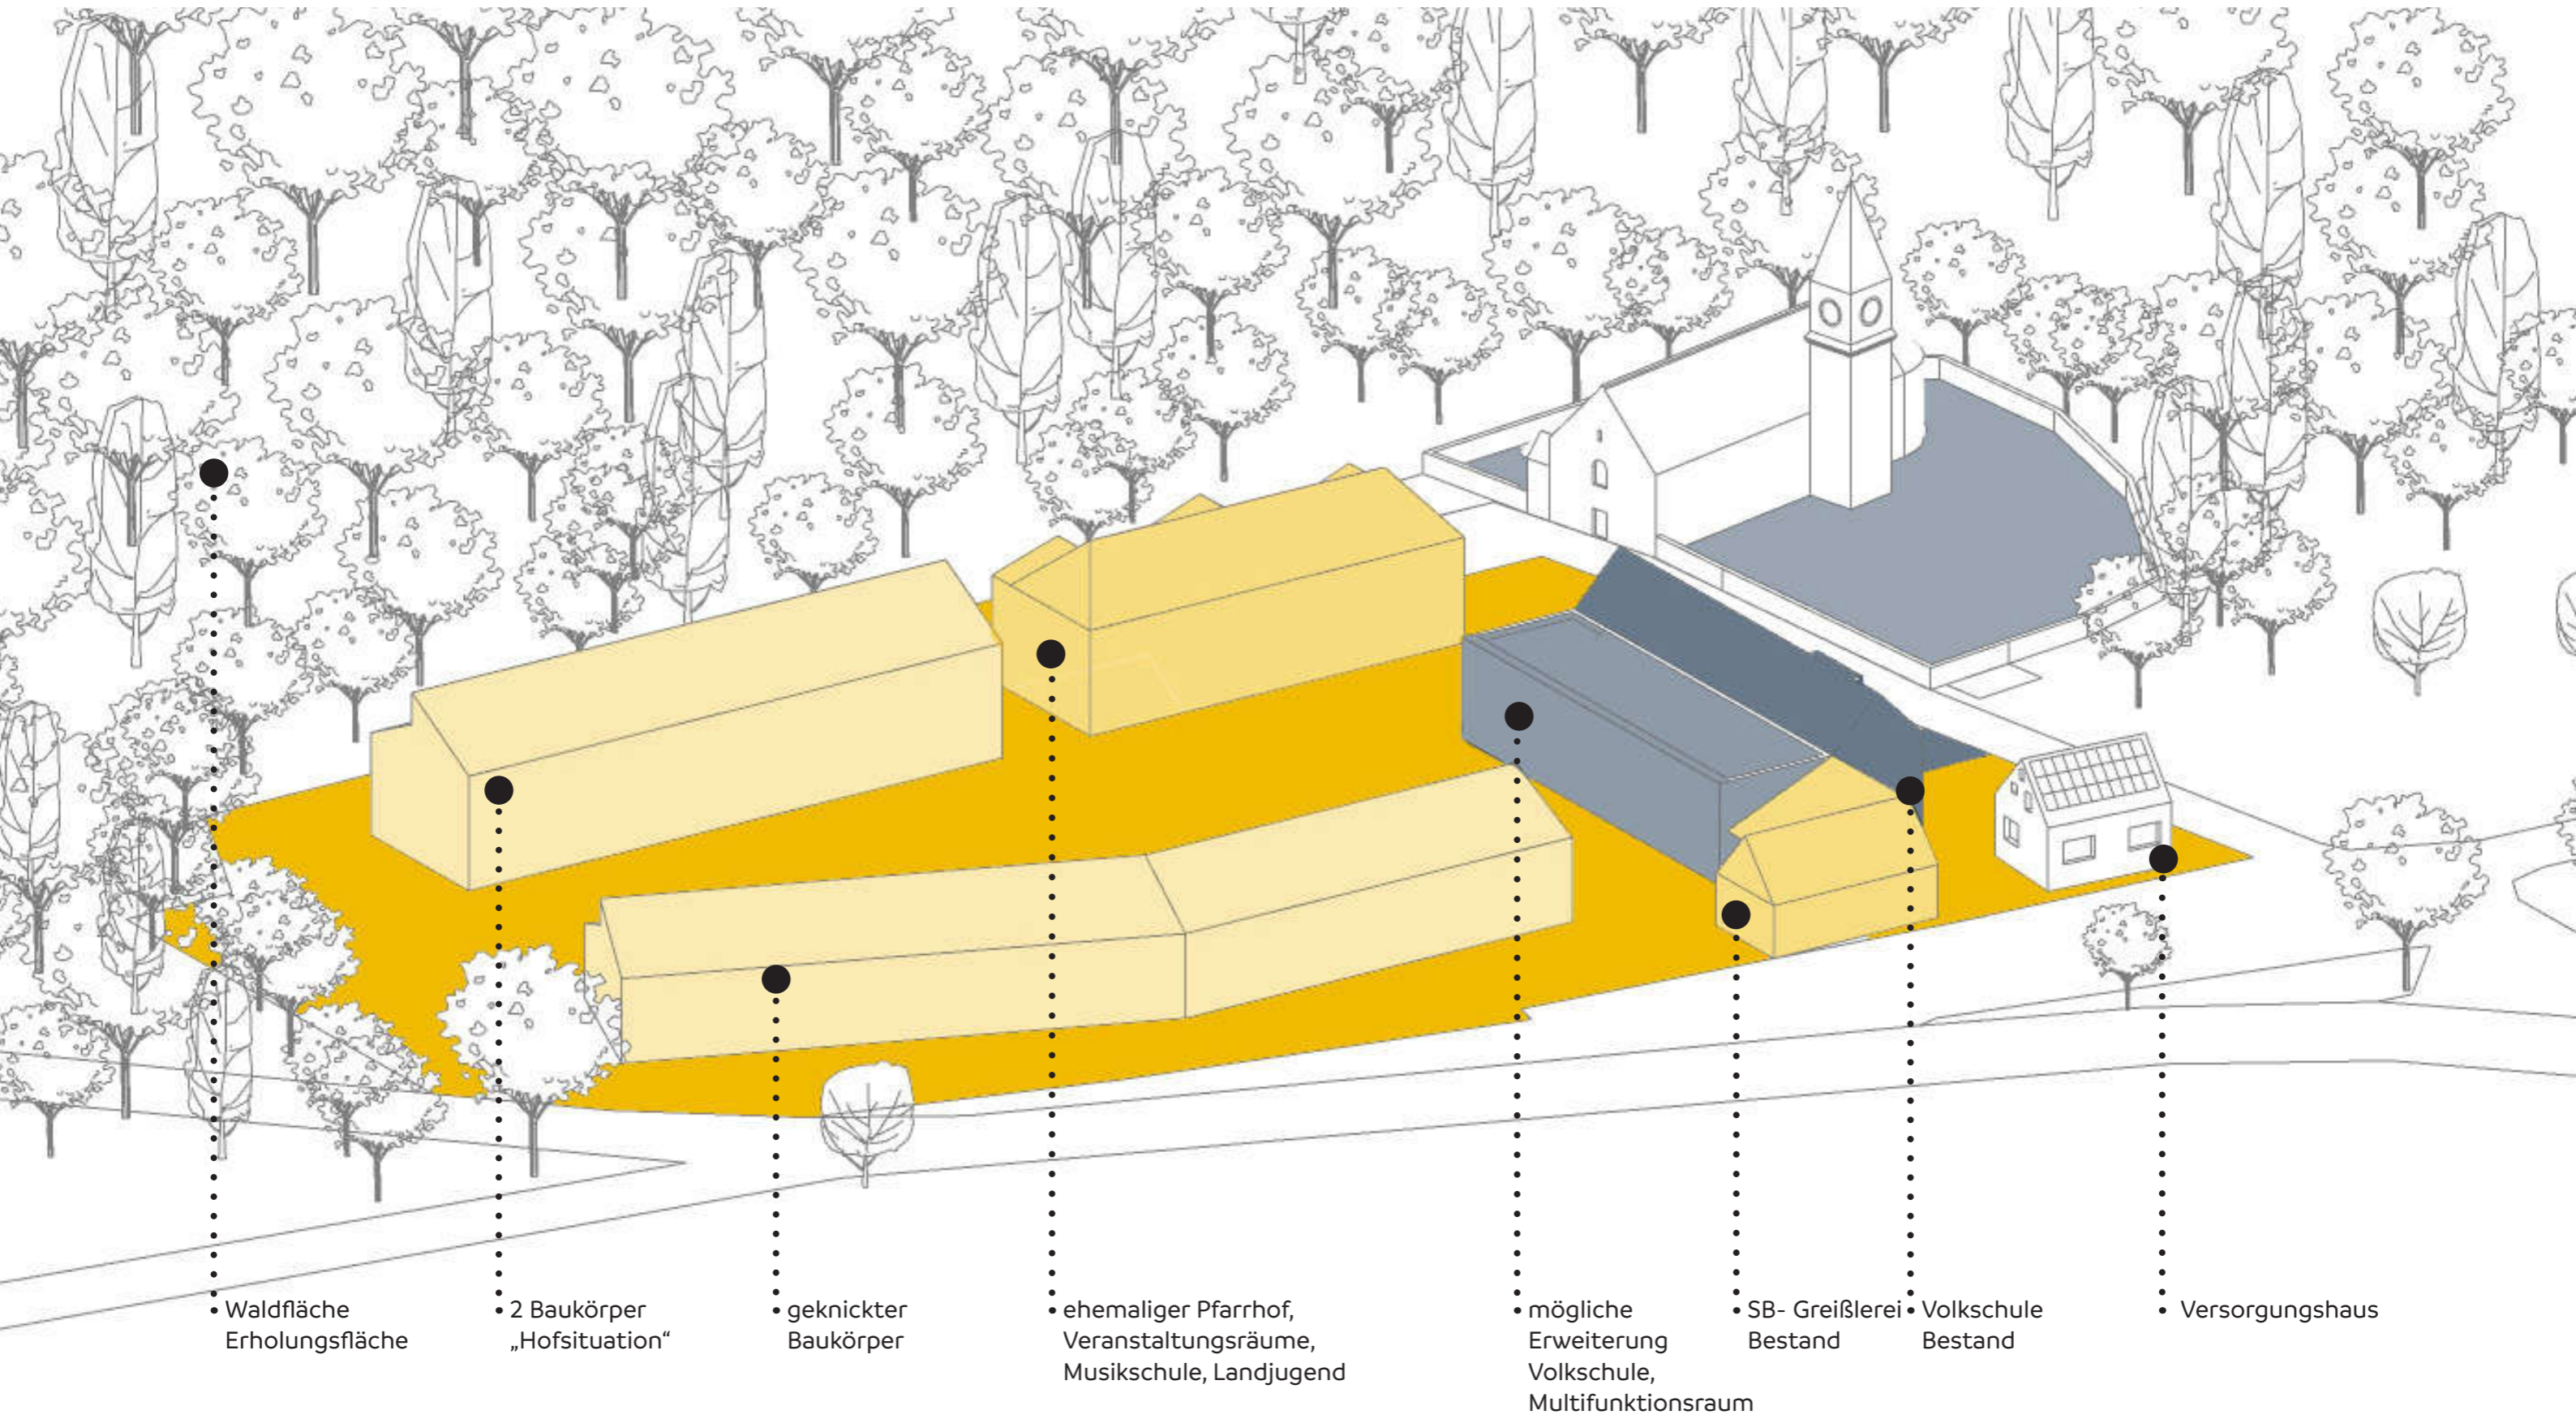 Waldfläche
Erholungsfläche
2 Baukörper
„Hofsituation“
geknickter
Baukörper
ehemaliger Pfarrhof,
Veranstaltungsräume,
Musikschule, Landjugend
mögliche
Erweiterung
Volkschule,
Multifunktionsraum
SB- Greißlerei
Bestand
Volkschule
Bestand
Versorgungshaus